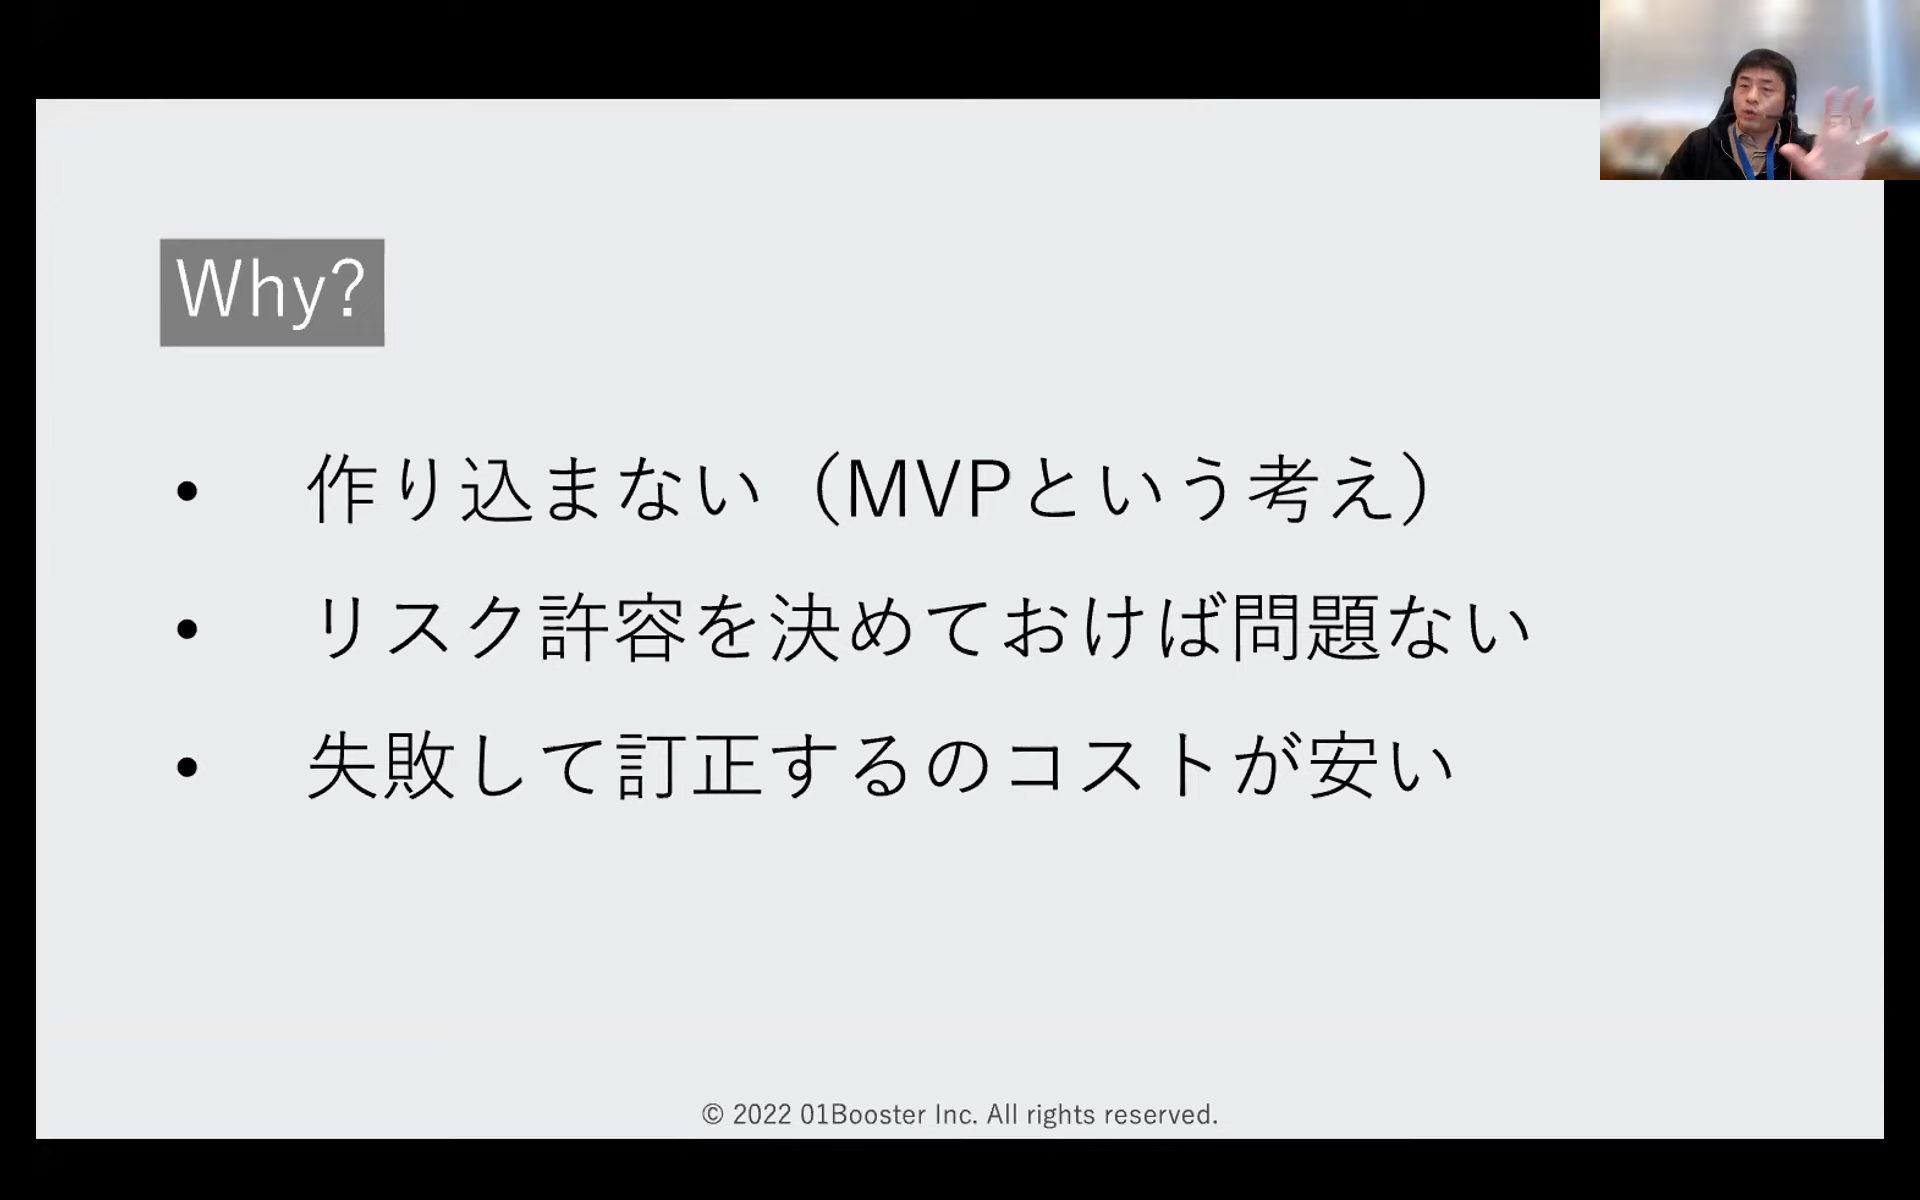 Why?
• 作り込まない（MVPという考え）
• リスク許容を決めておけば問題ない
• 失敗して訂正するのコストが安い
© 2022 01Booster Inc. All rights reserved.